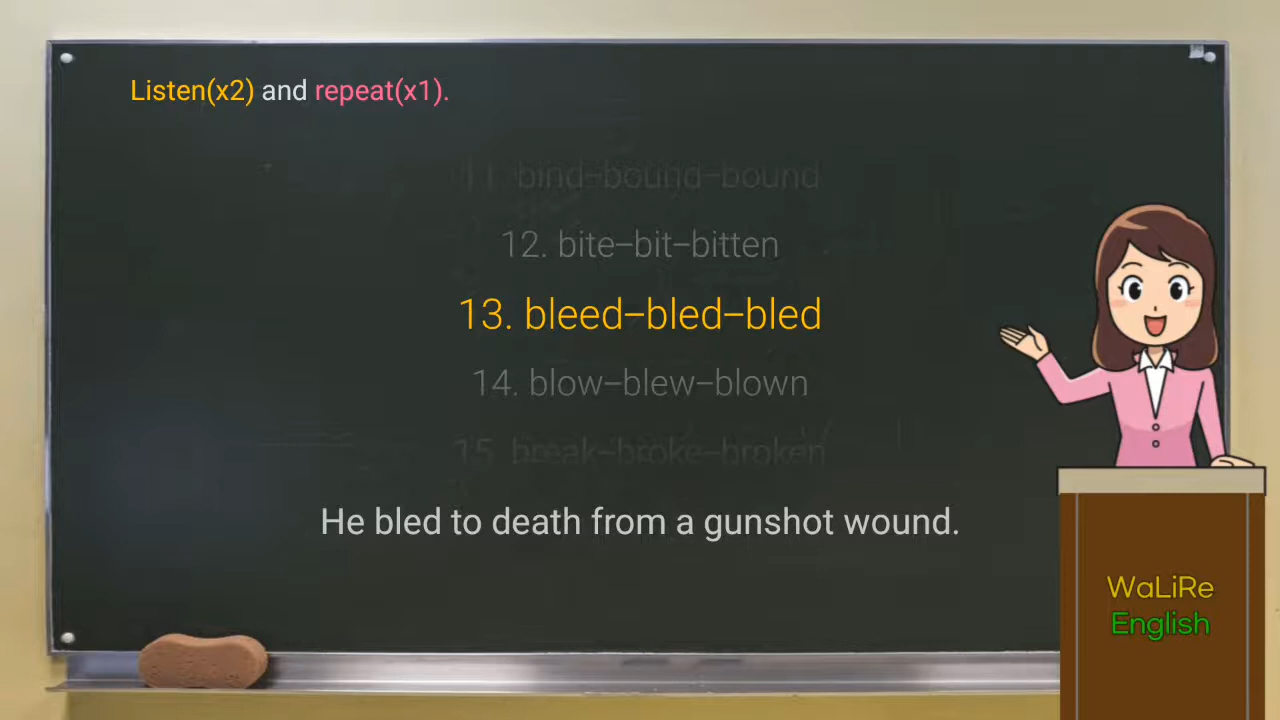 Listen(x2) and repeat(x1).
11. bind–bound–bound
12. bite–bit–bitten
13. bleed–bled–bled
14. blow–blew–blown
15. break–broke–broken
He bled to death from a gunshot wound.
WaLiRe
English